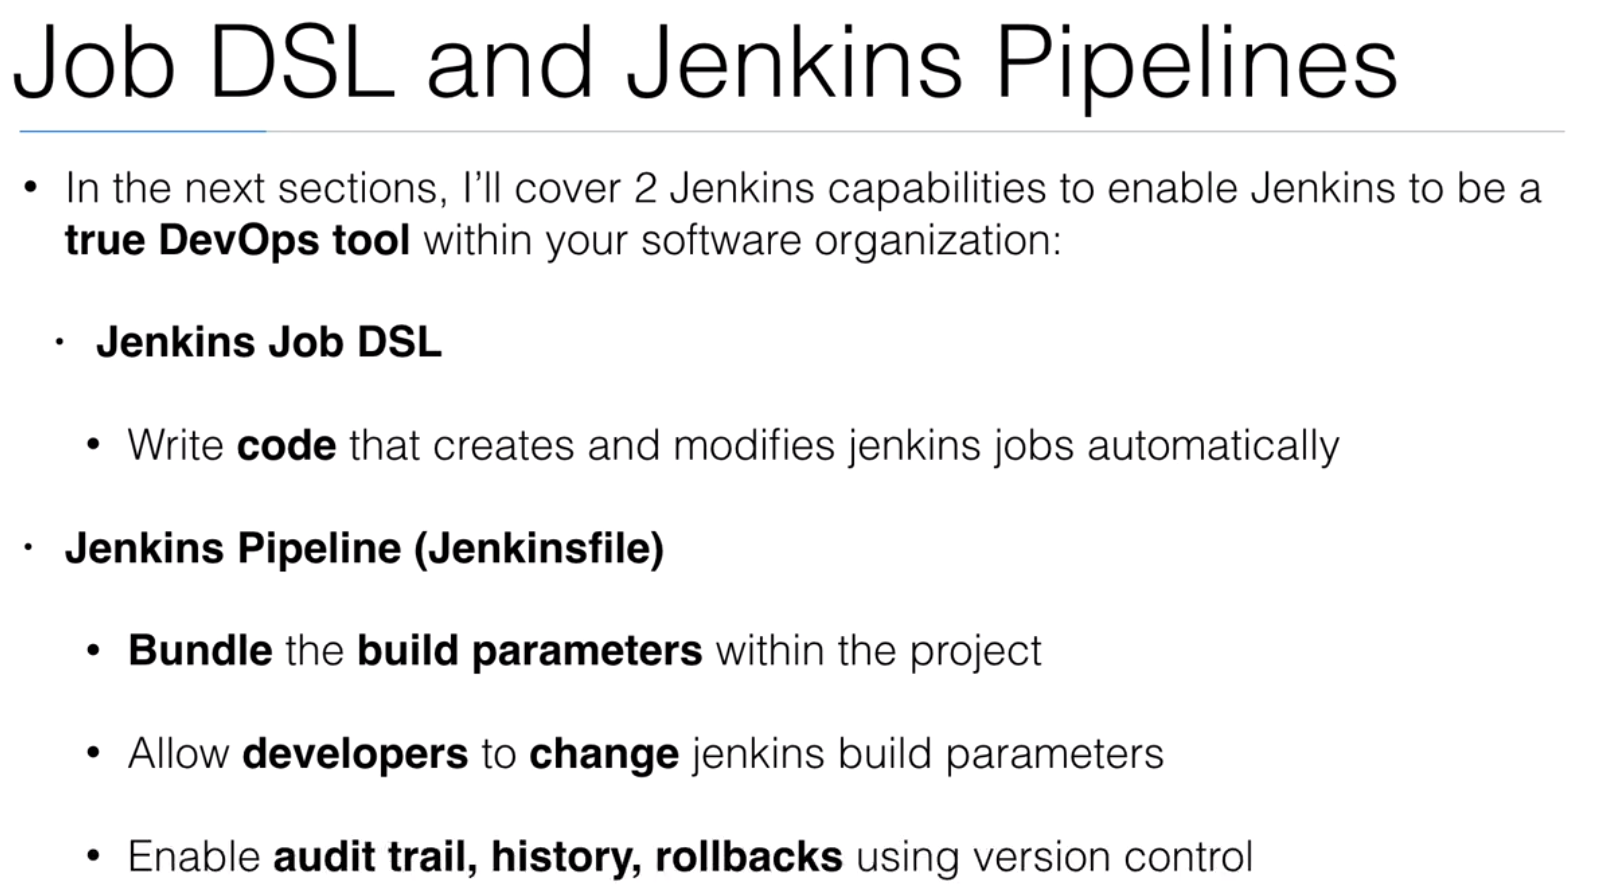 Job DSL and Jenkins Pipelines
• In the next sections, I’ll cover 2 Jenkins capabilities to enable Jenkins to be a
true DevOps tool within your software organization:
• Jenkins Job DSL
• Write code that creates and modifies jenkins jobs automatically
• Jenkins Pipeline (Jenkinsfile)
• Bundle the build parameters within the project
• Allow developers to change jenkins build parameters
• Enable audit trail, history, rollbacks using version control